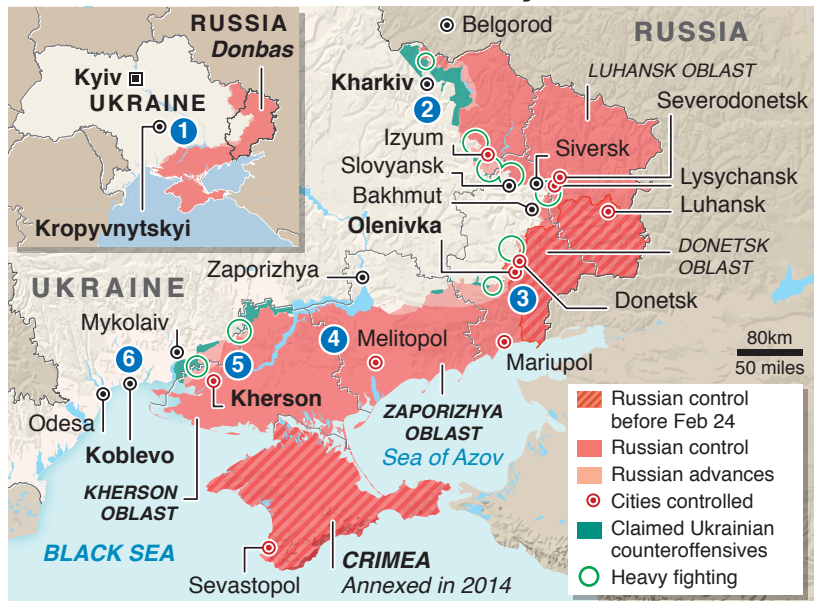 RUSSIA
Donbas
Kyiv
UKRAINE
1
Kropyvnytskyi
Belgorod
RUSSIA
Kharkiv
2
LUHANSK OBLAST
Severodonetsk
Izyum
Siversk
Slovyansk
Lysychansk
Bakhmut
Luhansk
Olenivka
DONETSK
OBLAST
Zaporizhya
UKRAINE
3
Donetsk
Mykolaiv
4
Melitopol
80km
50 miles
6
5
Mariupol
Kherson
Odesa
ZAPORIZHYA
OBLAST
Koblevo
Sea of Azov
KHERSON
OBLAST
BLACK SEA
CRIMEA
Annexed in 2014
Sevastopol
Russian control
before Feb 24
Russian control
Russian advances
Cities controlled
Claimed Ukrainian
counteroffensives
Heavy fighting